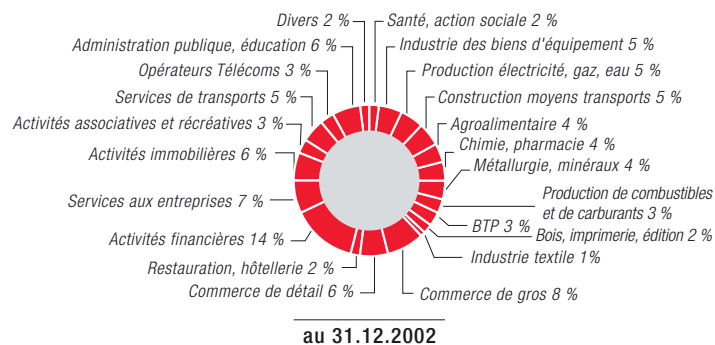 Divers 2 %
Santé, action sociale 2 %
Administration publique, éducation 6 %
Industrie des biens d'équipement 5 %
Opérateurs Télécoms 3 %
Production électricité, gaz, eau 5 %
Services de transports 5 %
Construction moyens transports 5 %
Activités associatives et récréatives 3 %
Agroalimentaire 4 %
Chimie, pharmacie 4 %
Activités immobilières 6 %
Métallurgie, minéraux 4 %
Services aux entreprises 7 %
Production de combustibles
et de carburants 3 %
BTP 3 %
Activités financières 14 %
Bois, imprimerie, édition 2 %
Restauration, hôtellerie 2 %
Industrie textile 1%
Commerce de détail 6 %
Commerce de gros 8 %
au 31.12.2002